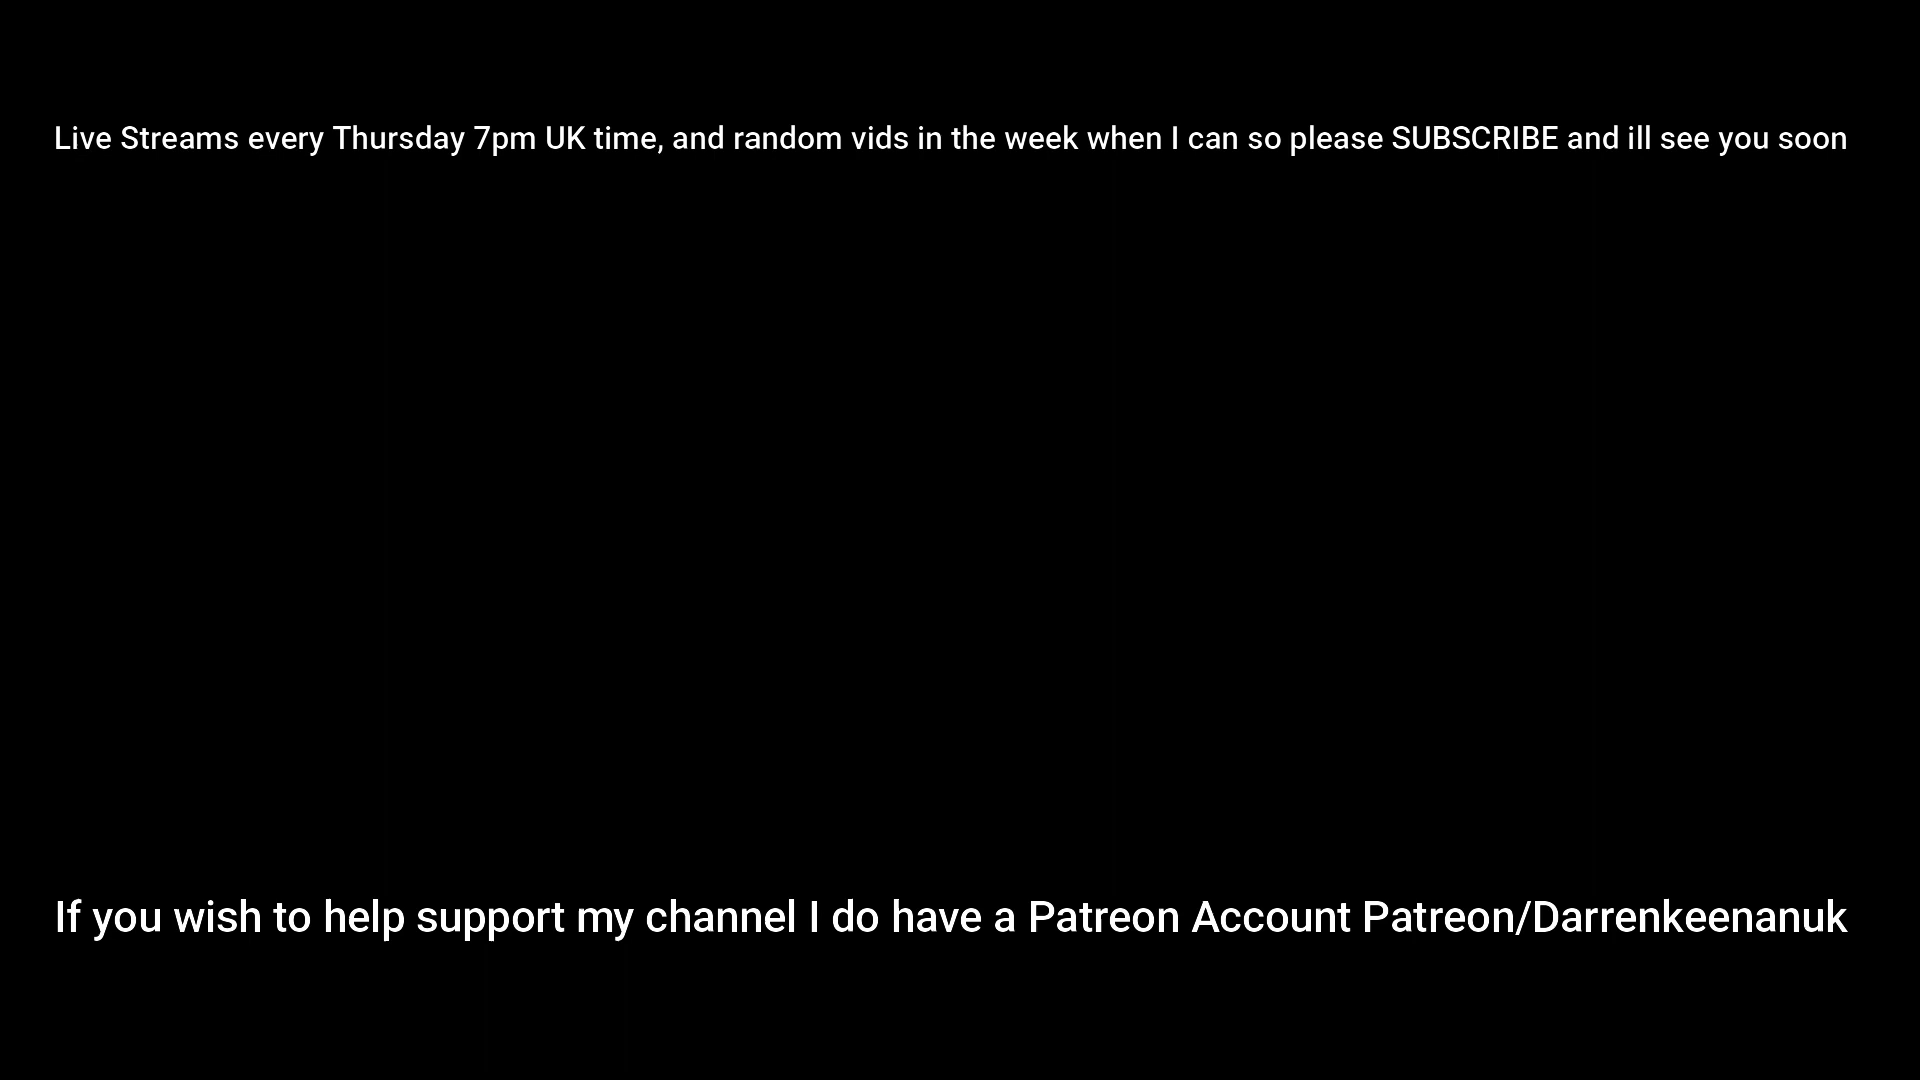 Live Streams every Thursday 7pm UK time, and random vids in the week when I can so please SUBSCRIBE and ill see you soon
If you wish to help support my channel I do have a Patreon Account Patreon/Darrenkeenanuk